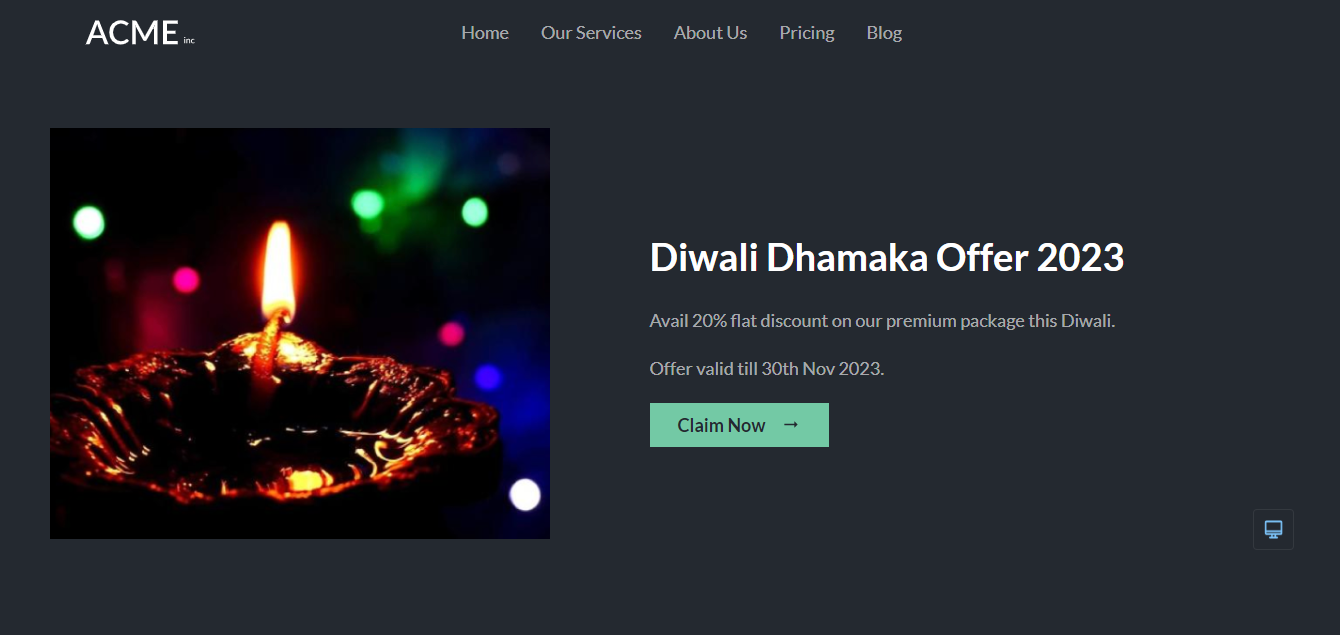 ACME inc
Home Our Services About Us Pricing Blog
Diwali Dhamaka Offer 2023
Avail 20% flat discount on our premium package this Diwali.
Offer valid till 30th Nov 2023.
Claim Now →